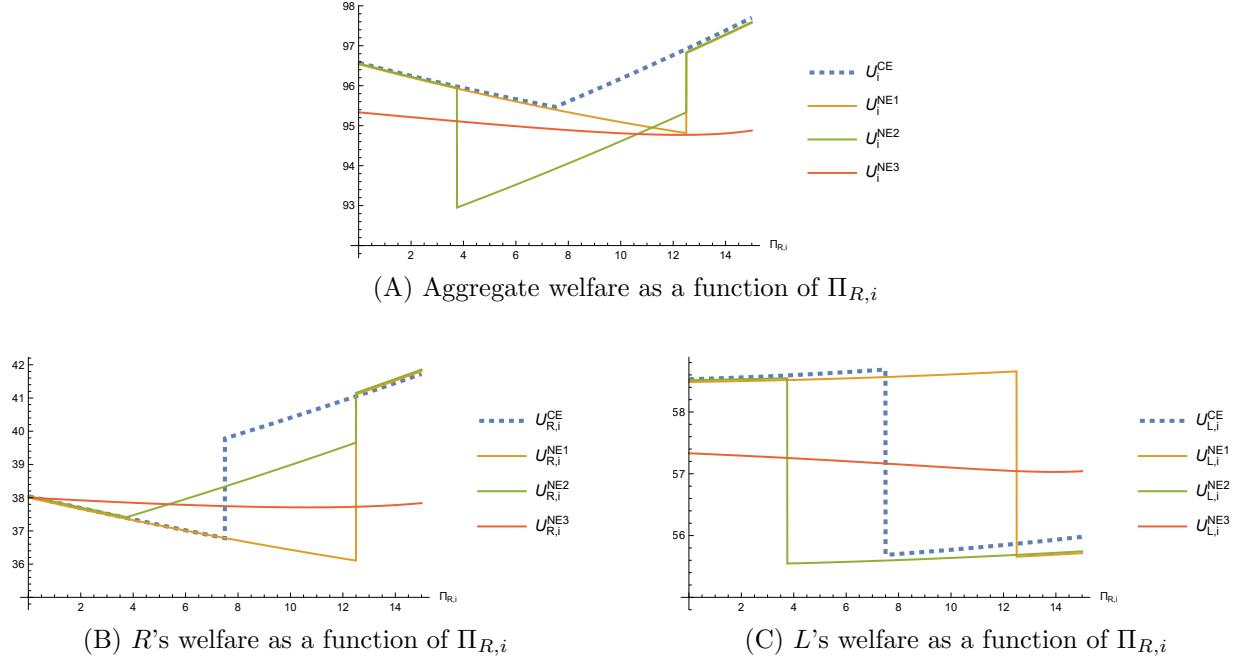 98
97
96
95
94
93
2 4 6 8 10 12 14
Π_{R,i}
U_i^{CE}
U_i^{NE1}
U_i^{NE2}
U_i^{NE3}
(A) Aggregate welfare as a function of Π_{R,i}
42
41
40
39
38
37
36
0 2 4 6 8 10 12 14
Π_{R,i}
U_{R,i}^{CE}
U_{R,i}^{NE1}
U_{R,i}^{NE2}
U_{R,i}^{NE3}
(B) R's welfare as a function of Π_{R,i}
58
57
56
2 4 6 8 10 12 14
Π_{R,i}
U_{L,i}^{CE}
U_{L,i}^{NE1}
U_{L,i}^{NE2}
U_{L,i}^{NE3}
(C) L's welfare as a function of Π_{R,i}